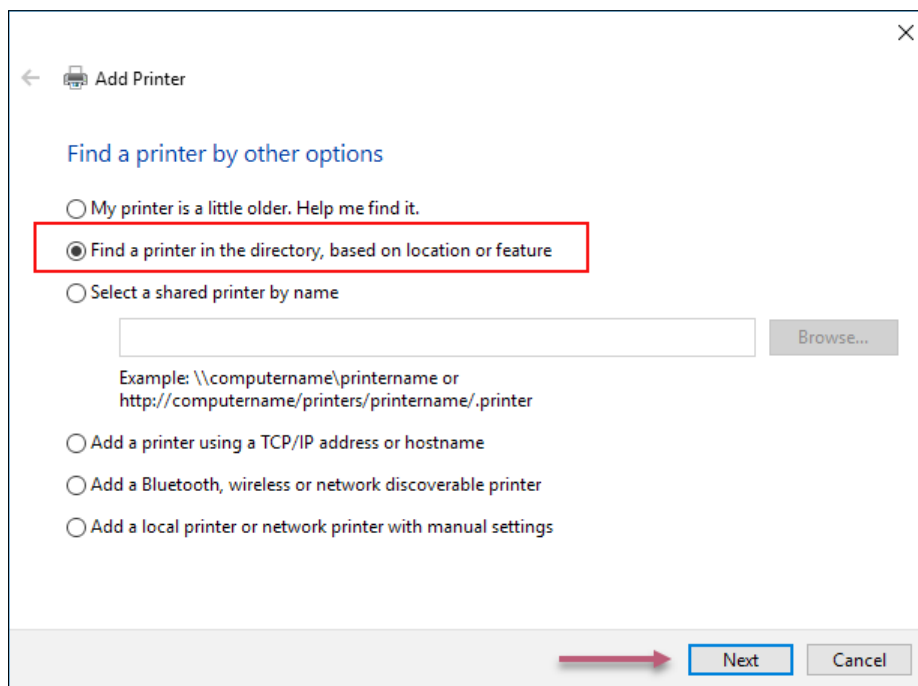 Add Printer
Find a printer by other options
My printer is a little older. Help me find it.
Find a printer in the directory, based on location or feature
Select a shared printer by name
Browse...
Example: \\computername\printername or
http://computername/printers/printername/.printer
Add a printer using a TCP/IP address or hostname
Add a Bluetooth, wireless or network discoverable printer
Add a local printer or network printer with manual settings
Next
Cancel